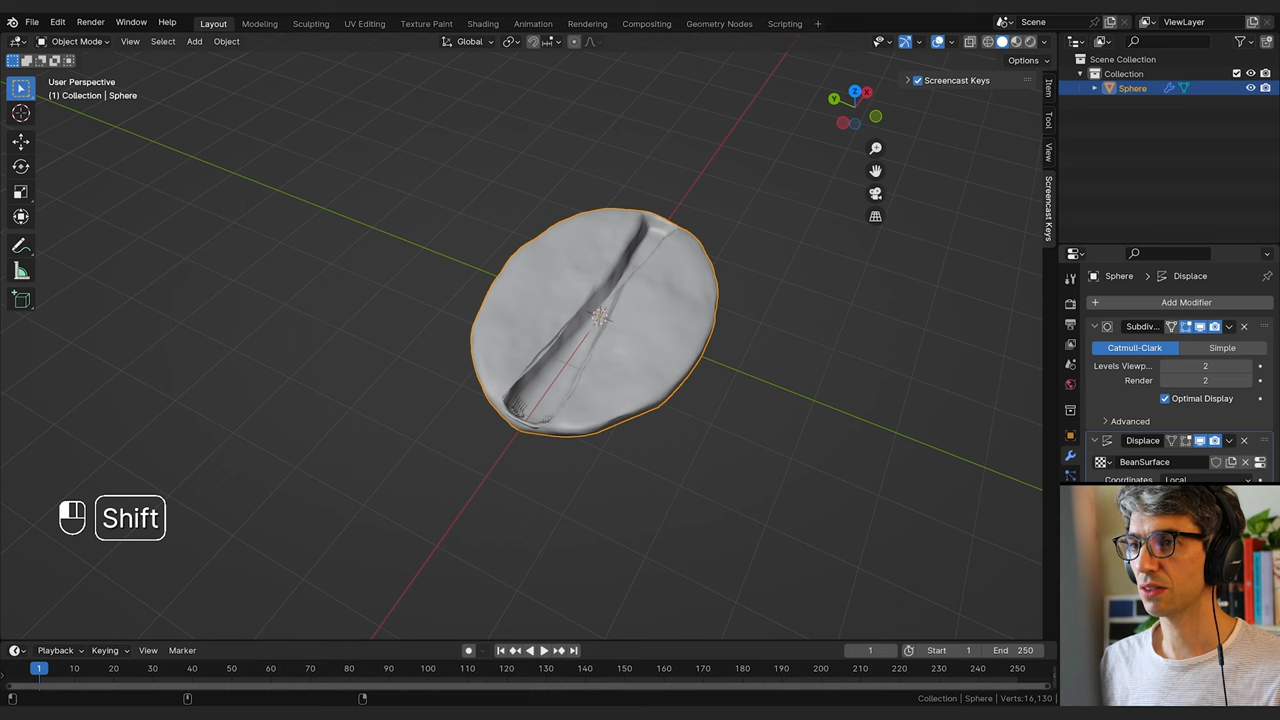 File Edit Render Window Help Layout Modeling Sculpting UV Editing Texture Paint Shading Animation Rendering Compositing Geometry Nodes Scripting + Scene ViewLayer
Object Mode View Select Add Object Global
Options
User Perspective
(1) Collection | Sphere
Screencast Keys
X
Y
Z
Item
Tool
View
Screencast Keys
Scene Collection
Collection
Sphere
Sphere > Displace
+ Add Modifier
Subdiv...
Catmull-Clark Simple
Levels Viewp... 2
Render 2
Optimal Display
Advanced
Displace
BeanSurface
Coordinates Local
Shift
Playback Keying View Marker 1 Start 1 End 250
1 10 20 30 40 50 60 70 80 90 100 110 120 130 140 150 160 170 180 190 200 210 220 230 240 250
Collection | Sphere | Verts:16,130